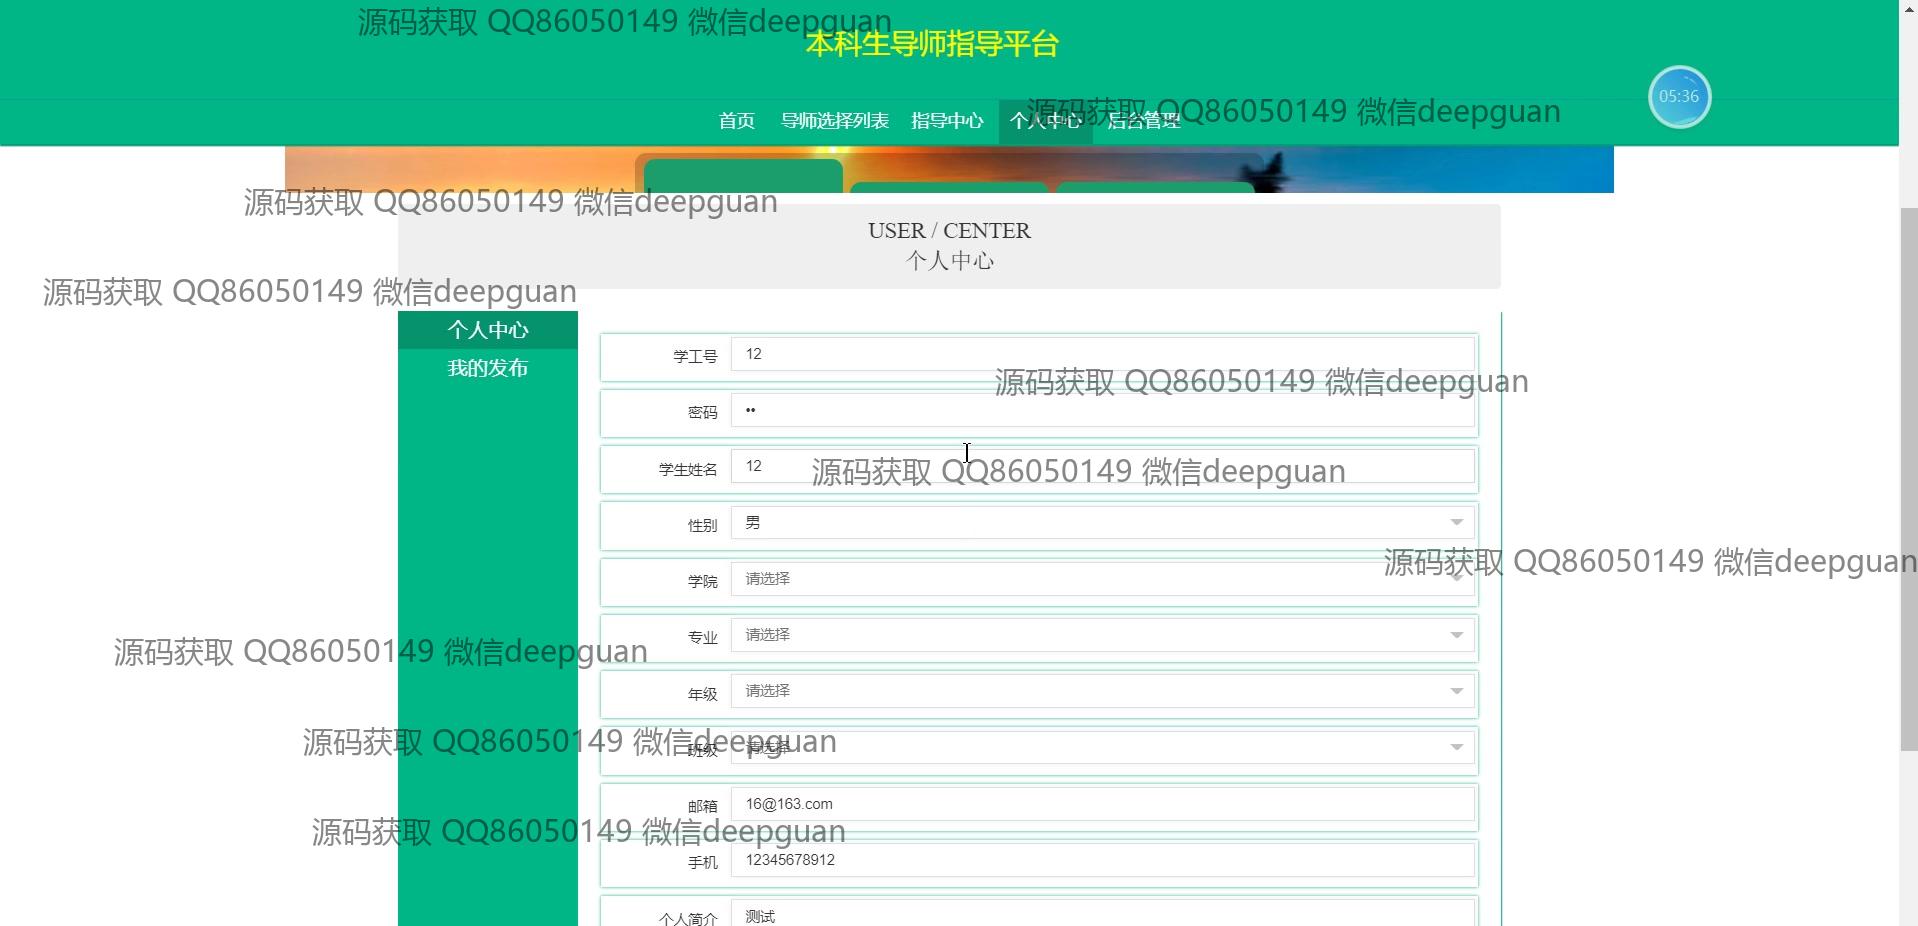 源码获取 QQ86050149 微信deepguan
本科生导师指导平台
05:36
源码获取 QQ86050149 微信deepguan
首页 导师选择列表 指导中心 个人中心 后台管理
源码获取 QQ86050149 微信deepguan
USER / CENTER
个人中心
源码获取 QQ86050149 微信deepguan
个人中心
我的发布
学工号 12
源码获取 QQ86050149 微信deepguan
密码 ••
学生姓名 12
源码获取 QQ86050149 微信deepguan
性别 男
源码获取 QQ86050149 微信deepguan
学院 请选择
专业 请选择
源码获取 QQ86050149 微信deepguan
年级 请选择
源码获取 QQ86050149 微信deepguan
班级 请选择
邮箱 16@163.com
源码获取 QQ86050149 微信deepguan
手机 12345678912
个人简介 测试